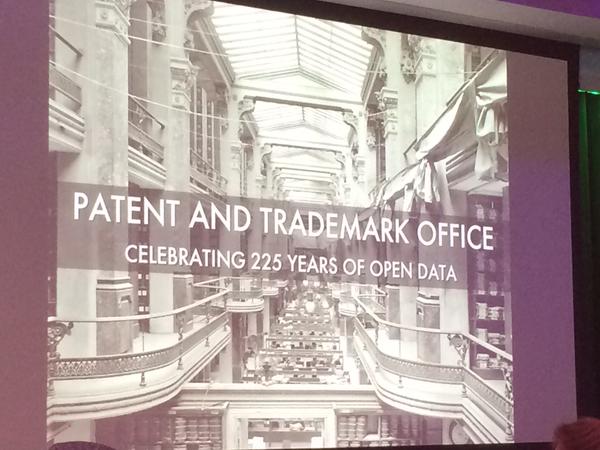 PATENT AND TRADEMARK OFFICE
CELEBRATING 225 YEARS OF OPEN DATA